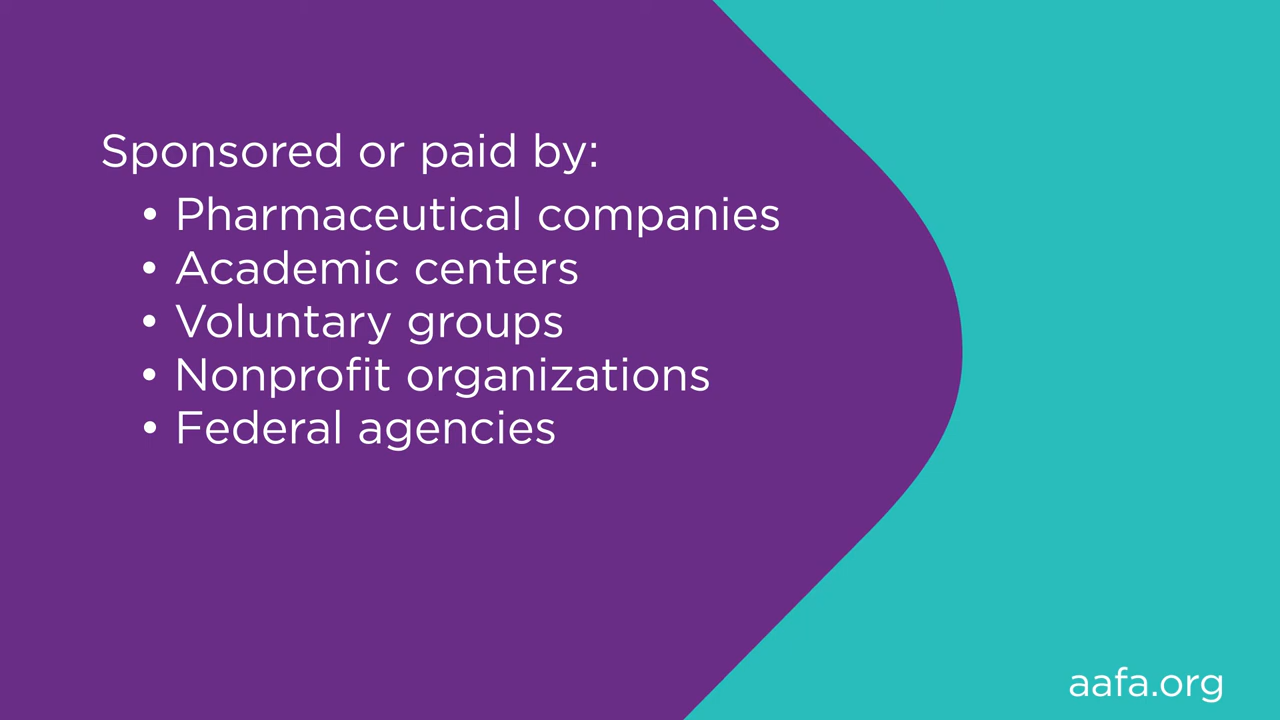 Sponsored or paid by:
• Pharmaceutical companies
• Academic centers
• Voluntary groups
• Nonprofit organizations
• Federal agencies
aafa.org